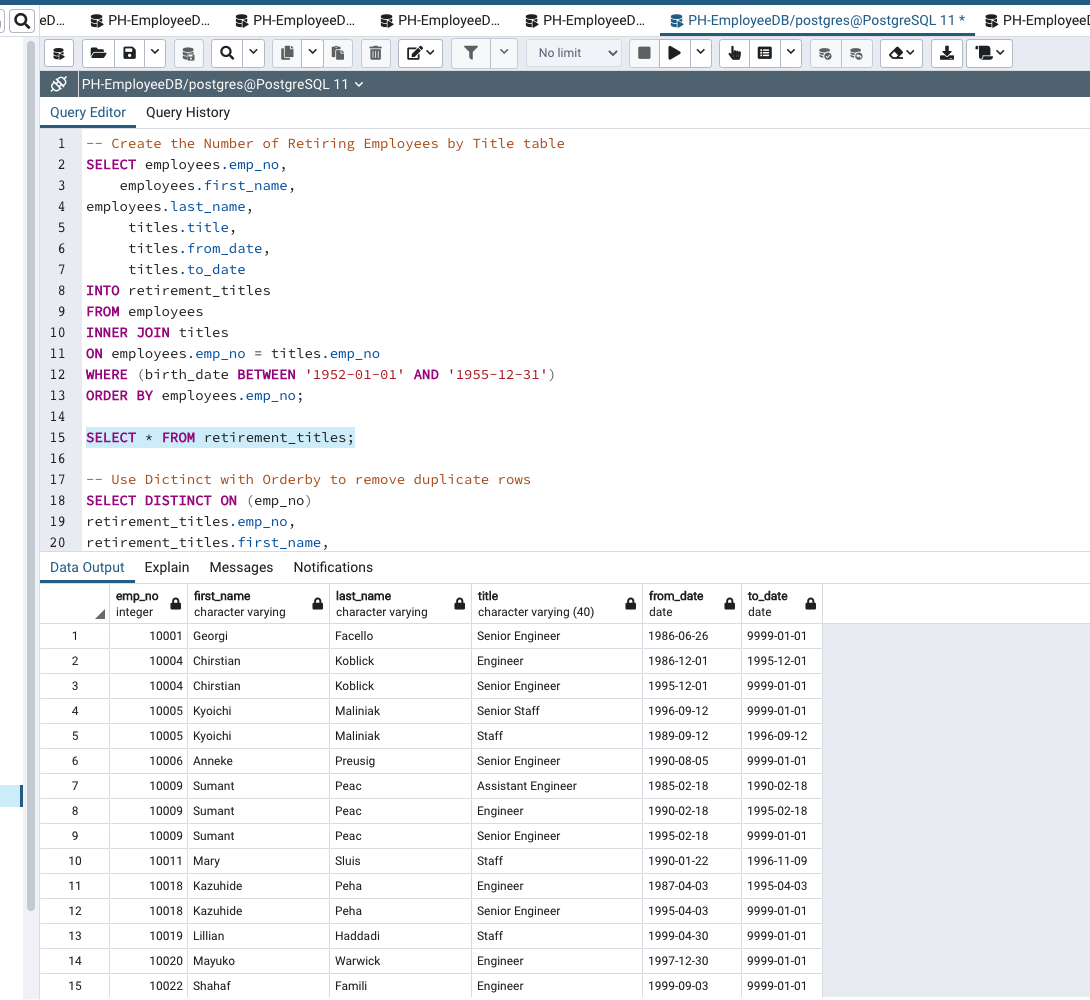 eD...
PH-EmployeeD...
PH-EmployeeD...
PH-EmployeeD...
PH-EmployeeD...
PH-EmployeeDB/postgres@PostgreSQL 11 *
PH-Employee
No limit
PH-EmployeeDB/postgres@PostgreSQL 11
Query Editor Query History
1 -- Create the Number of Retiring Employees by Title table
2 SELECT employees.emp_no,
3 employees.first_name,
4 employees.last_name,
5 titles.title,
6 titles.from_date,
7 titles.to_date
8 INTO retirement_titles
9 FROM employees
10 INNER JOIN titles
11 ON employees.emp_no = titles.emp_no
12 WHERE (birth_date BETWEEN '1952-01-01' AND '1955-12-31')
13 ORDER BY employees.emp_no;
14
15 SELECT * FROM retirement_titles;
16
17 -- Use Dictinct with Orderby to remove duplicate rows
18 SELECT DISTINCT ON (emp_no)
19 retirement_titles.emp_no,
20 retirement_titles.first_name,
Data Output Explain Messages Notifications
emp_no first_name last_name title from_date to_date
integer character varying character varying character varying (40) date date
1 10001 Georgi Facello Senior Engineer 1986-06-26 9999-01-01
2 10004 Chirstian Koblick Engineer 1986-12-01 1995-12-01
3 10004 Chirstian Koblick Senior Engineer 1995-12-01 9999-01-01
4 10005 Kyoichi Maliniak Senior Staff 1996-09-12 9999-01-01
5 10005 Kyoichi Maliniak Staff 1989-09-12 1996-09-12
6 10006 Anneke Preusig Senior Engineer 1990-08-05 9999-01-01
7 10009 Sumant Peac Assistant Engineer 1985-02-18 1990-02-18
8 10009 Sumant Peac Engineer 1990-02-18 1995-02-18
9 10009 Sumant Peac Senior Engineer 1995-02-18 9999-01-01
10 10011 Mary Sluis Staff 1990-01-22 1996-11-09
11 10018 Kazuhide Peha Engineer 1987-04-03 1995-04-03
12 10018 Kazuhide Peha Senior Engineer 1995-04-03 9999-01-01
13 10019 Lillian Haddadi Staff 1999-04-30 9999-01-01
14 10020 Mayuko Warwick Engineer 1997-12-30 9999-01-01
15 10022 Shahaf Famili Engineer 1999-09-03 9999-01-01